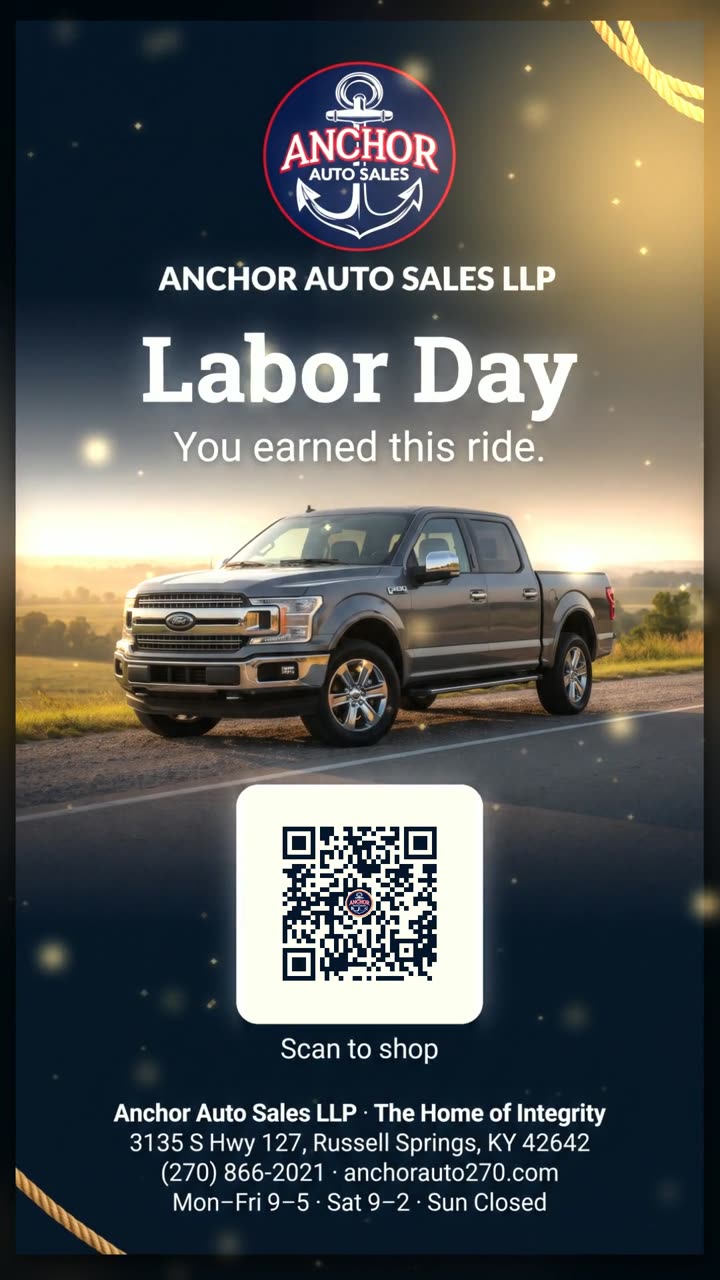 ANCHOR
AUTO SALES
ANCHOR AUTO SALES LLP
Labor Day
You earned this ride.
Ford
ANCHOR
Scan to shop
Anchor Auto Sales LLP · The Home of Integrity
3135 S Hwy 127, Russell Springs, KY 42642
(270) 866-2021 · anchorauto270.com
Mon–Fri 9–5 · Sat 9–2 · Sun Closed